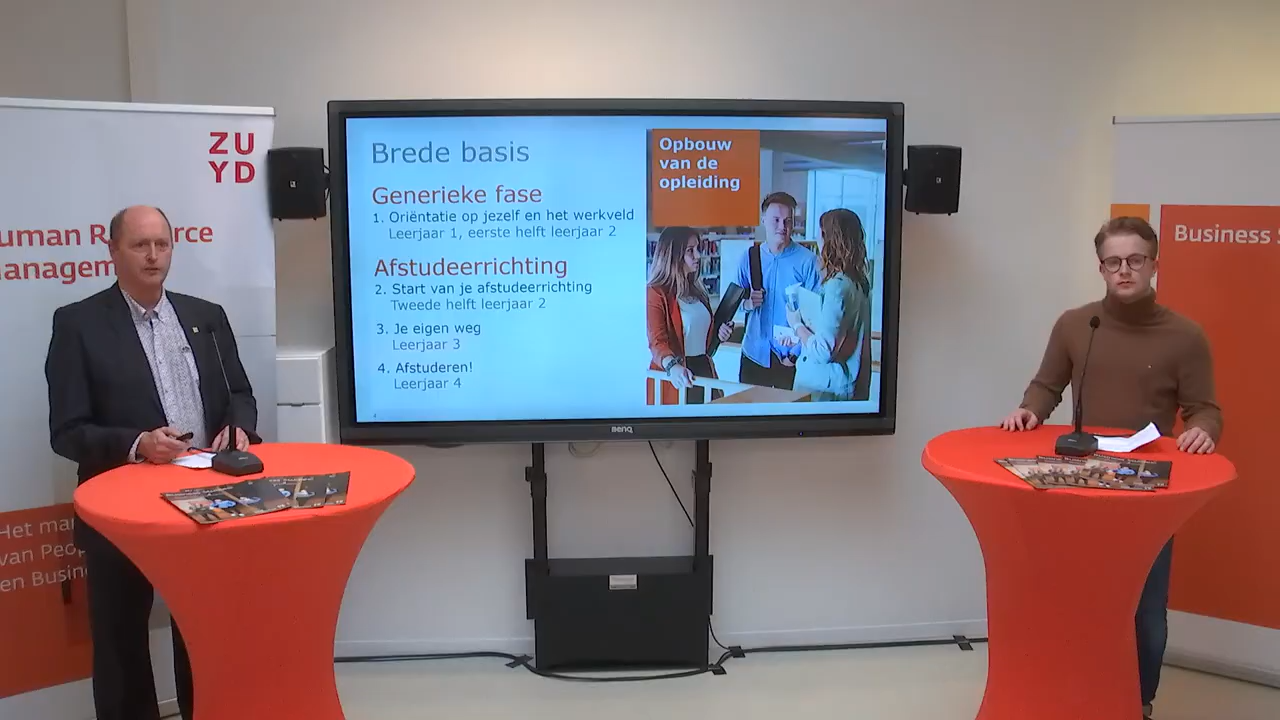 ZU
YD
uman R
rce
anagem
Het ma
van Peop
en Busin
Brede basis
Generieke fase
1. Oriëntatie op jezelf en het werkveld
Leerjaar 1, eerste helft leerjaar 2
Afstudeerrichting
2. Start van je afstudeerrichting
Tweede helft leerjaar 2
3. Je eigen weg
Leerjaar 3
4. Afstuderen!
Leerjaar 4
Opbouw
van de
opleiding
BenQ
Business S